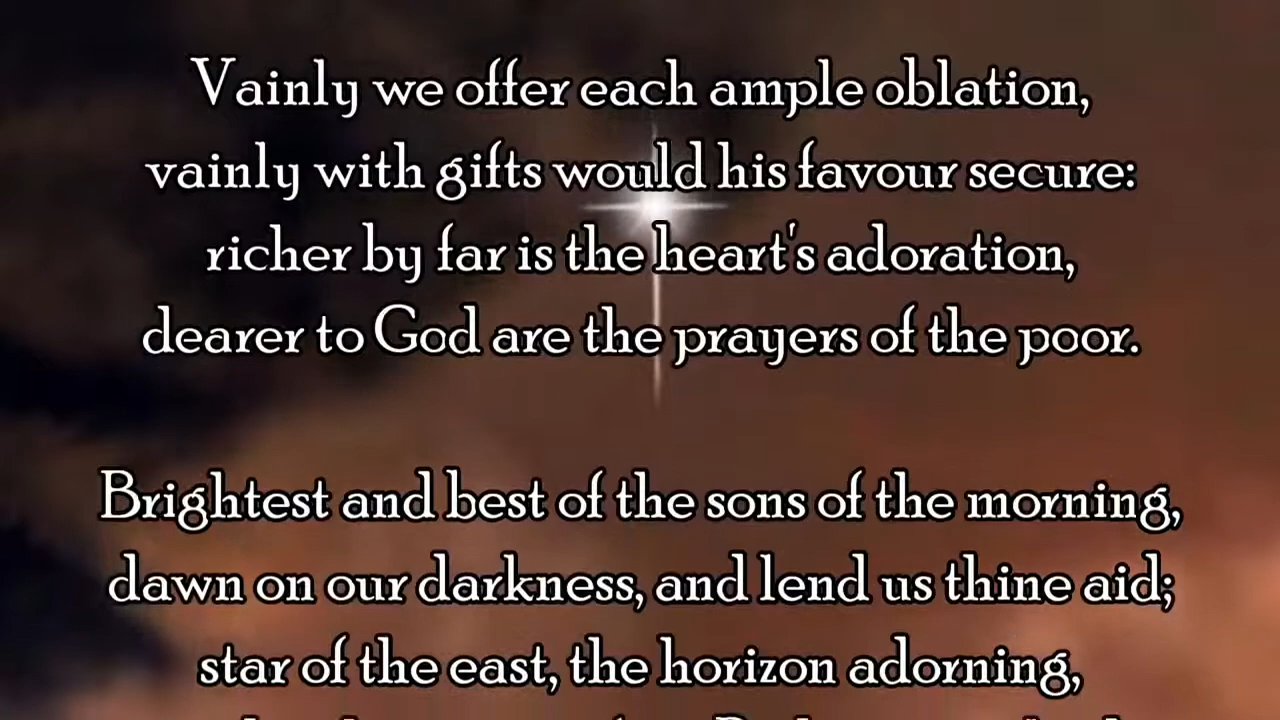 Vainly we offer each ample oblation,
vainly with gifts would his favour secure:
richer by far is the heart's adoration,
dearer to God are the prayers of the poor.
Brightest and best of the sons of the morning,
dawn on our darkness, and lend us thine aid;
star of the east, the horizon adorning,